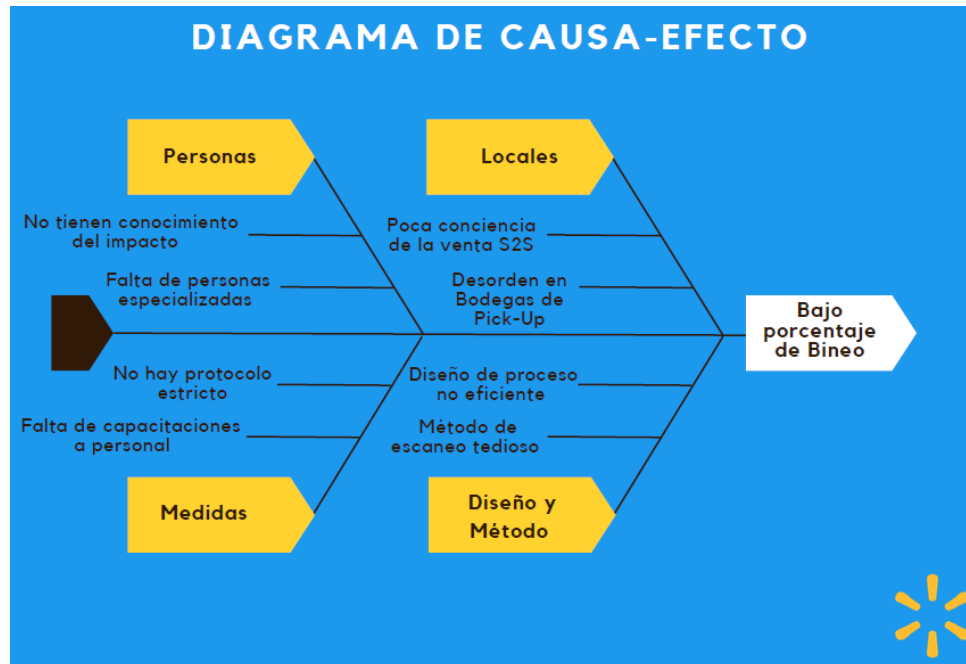 DIAGRAMA DE CAUSA-EFECTO
Personas
Locales
No tienen conocimiento
del impacto
Poca conciencia
de la venta S2S
Falta de personas
especializadas
Desorden en
Bodegas de
Pick-Up
Bajo
porcentaje
de Bineo
No hay protocolo
estricto
Diseño de proceso
no eficiente
Falta de capacitaciones
a personal
Método de
escaneo tedioso
Medidas
Diseño y
Método